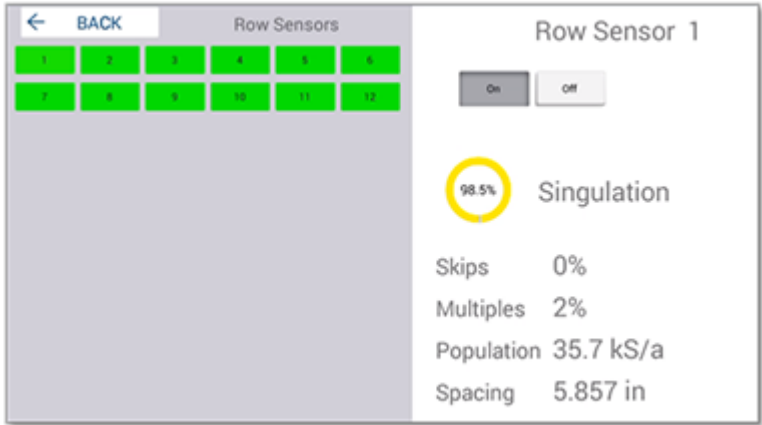 ← BACK
Row Sensors
1 2 3 4 5 6
7 8 9 10 11 12
Row Sensor 1
On Off
98.5% Singulation
Skips 0%
Multiples 2%
Population 35.7 kS/a
Spacing 5.857 in